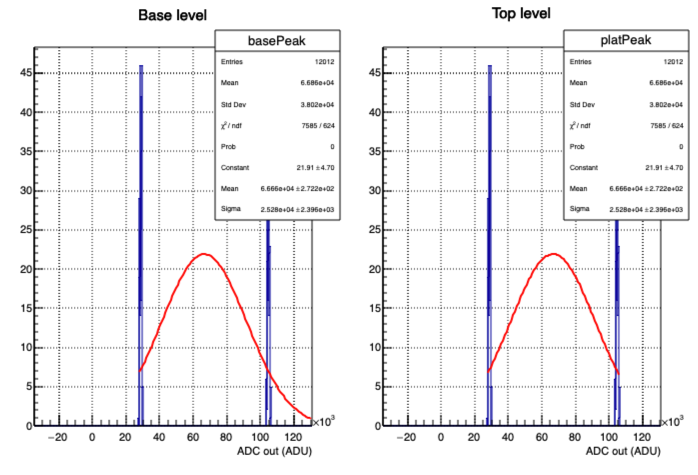 Base level
basePeak
Entries 12012
Mean 6.686e+04
Std Dev 3.802e+04
χ² / ndf 7585 / 624
Prob 0
Constant 21.91 ± 4.70
Mean 6.666e+04 ± 2.722e+02
Sigma 2.528e+04 ± 2.396e+03
45
40
35
30
25
20
15
10
5
0
−20 0 20 40 60 80 100 120
×10³
ADC out (ADU)
Top level
platPeak
Entries 12012
Mean 6.686e+04
Std Dev 3.802e+04
χ² / ndf 7585 / 624
Prob 0
Constant 21.91 ± 4.70
Mean 6.666e+04 ± 2.722e+02
Sigma 2.528e+04 ± 2.396e+03
45
40
35
30
25
20
15
10
5
0
−20 0 20 40 60 80 100 120
×10³
ADC out (ADU)